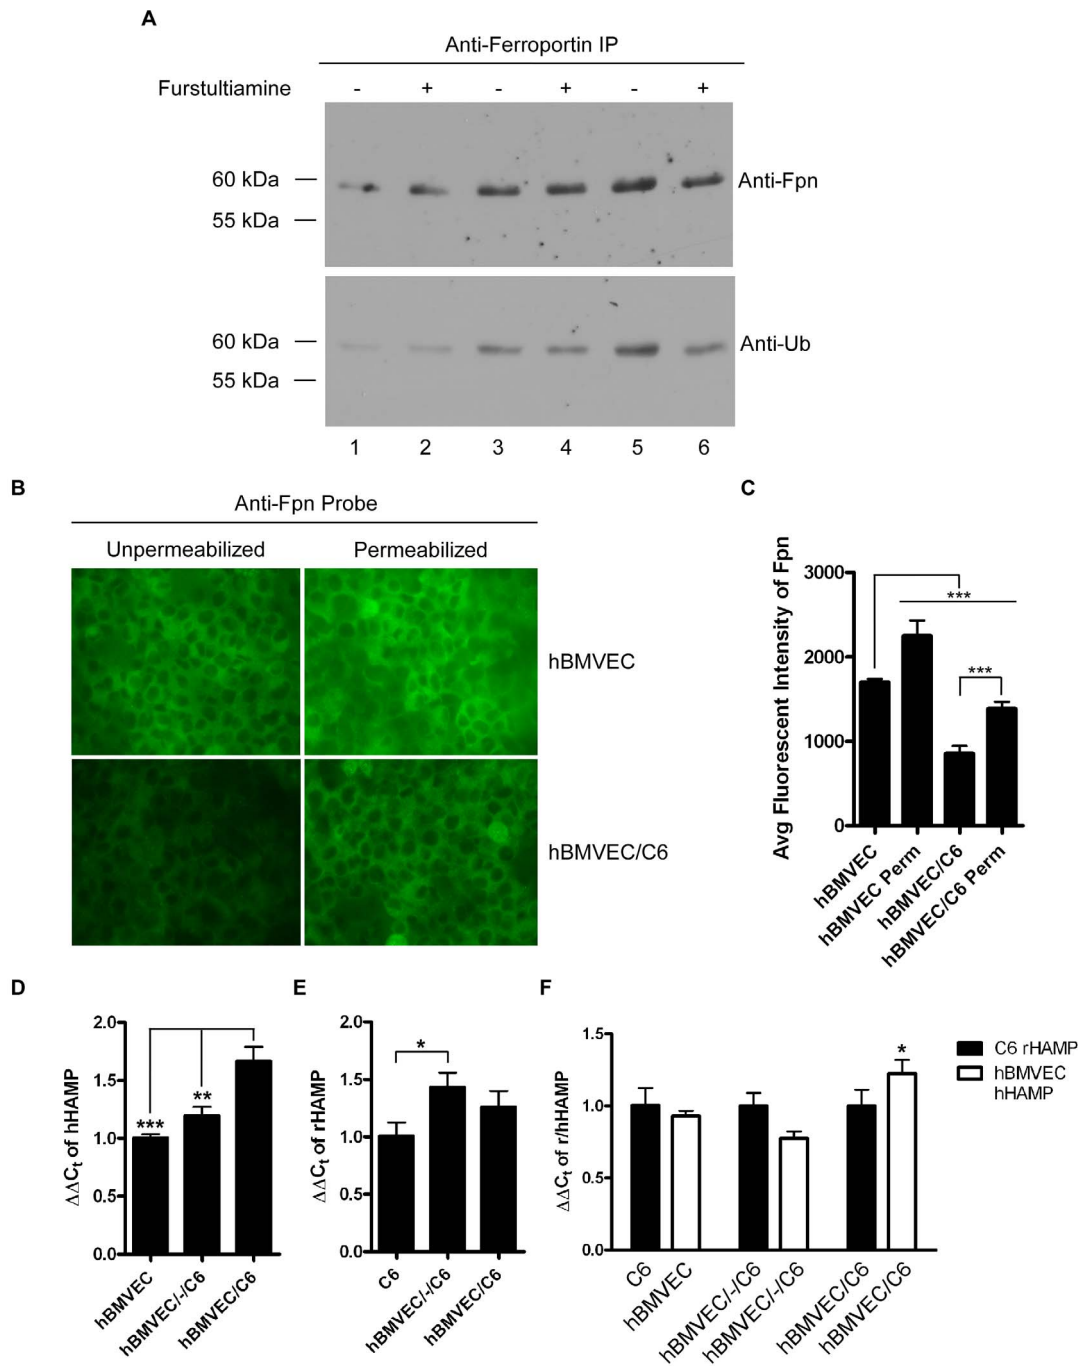 A
Anti-Ferroportin IP
Furstultiamine - + - + - +
60 kDa
55 kDa
Anti-Fpn
60 kDa
55 kDa
Anti-Ub
1 2 3 4 5 6
B
Anti-Fpn Probe
Unpermeabilized Permeabilized
hBMVEC
hBMVEC/C6
C
Avg Fluorescent Intensity of Fpn
3000
2000
1000
0
***
***
hBMVEC
hBMVEC Perm
hBMVEC/C6
hBMVEC/C6 Perm
D
ΔΔCt of hHAMP
2.0
1.5
1.0
0.5
0.0
***
**
hBMVEC
hBMVEC/-/C6
hBMVEC/C6
E
ΔΔCt of rHAMP
2.0
1.5
1.0
0.5
0.0
*
C6
hBMVEC/-/C6
hBMVEC/C6
F
ΔΔCt of r/hHAMP
1.5
1.0
0.5
0.0
*
C6
hBMVEC
hBMVEC/-/C6
hBMVEC/-/C6
hBMVEC/C6
hBMVEC/C6
C6 rHAMP
hBMVEC
hHAMP